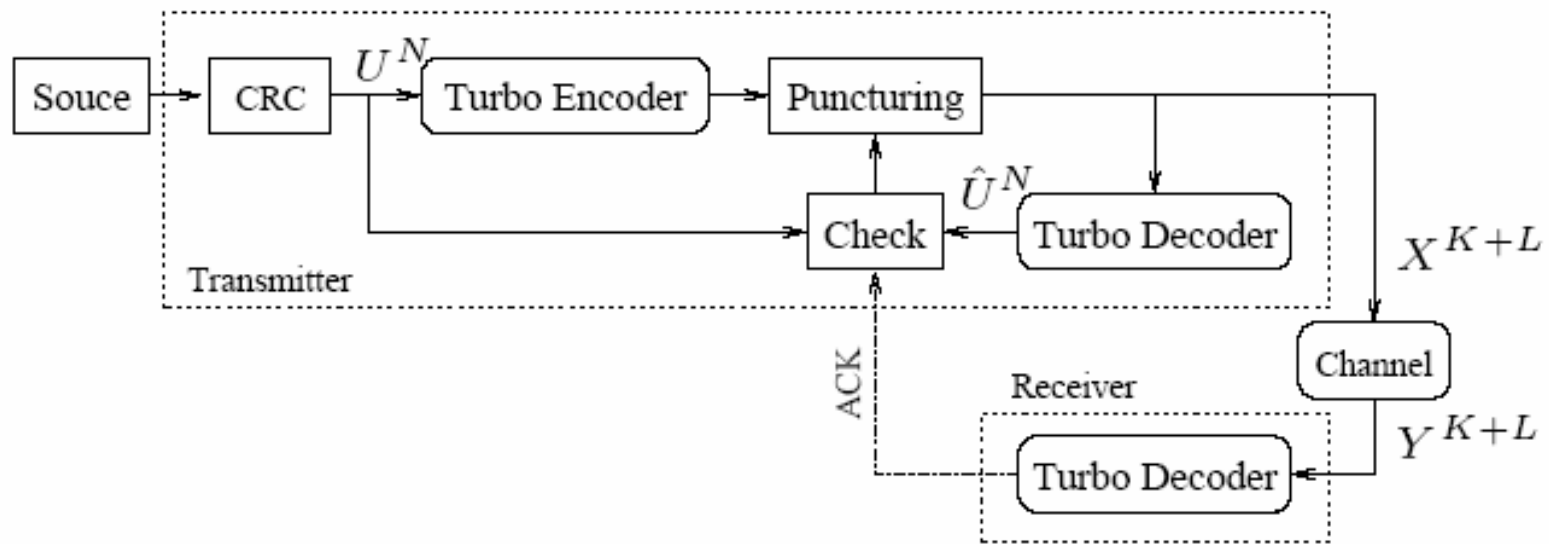 Souce
CRC
U^N
Turbo Encoder
Puncturing
Check
Û^N
Turbo Decoder
Transmitter
X^{K+L}
Channel
ACK
Receiver
Y^{K+L}
Turbo Decoder